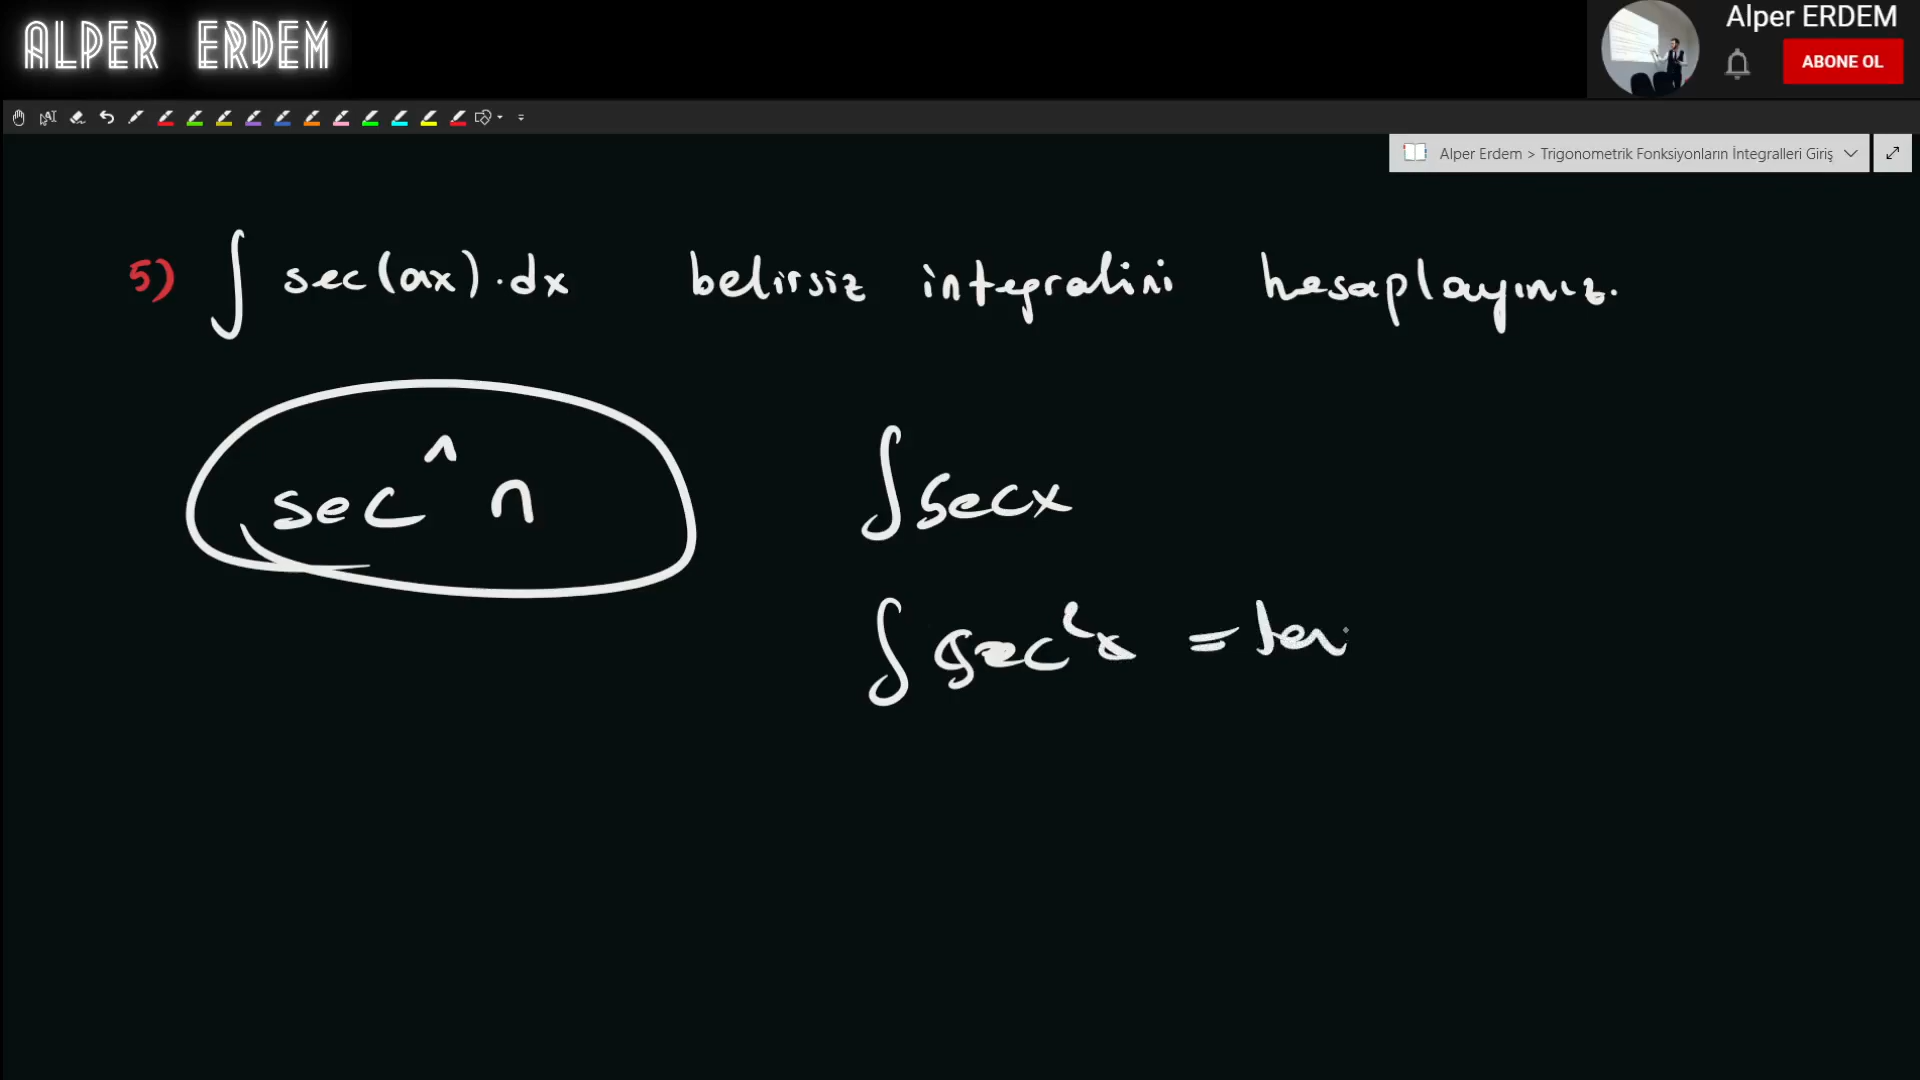 ALPER ERDEM
Alper ERDEM
ABONE OL
Alper Erdem > Trigonometrik Fonksiyonların İntegralleri Giriş
5) ∫ sec(ax).dx belirsiz integralini hesaplayınız.
sec^n
∫secx
∫sec²x =tan